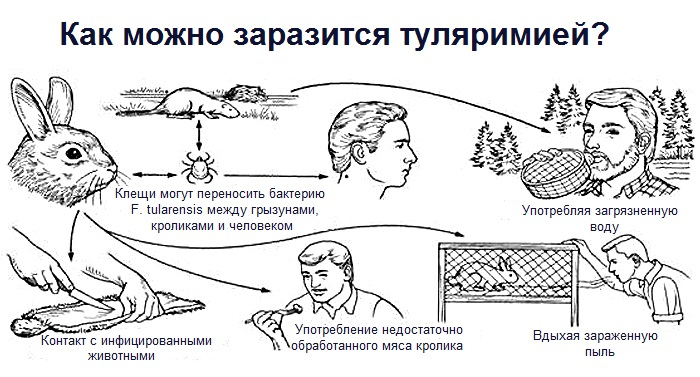 Как можно заразится туляримией?
Клещи могут переносить бактерию
F. tularensis между грызунами,
кроликами и человеком
Употребляя загрязненную
воду
Контакт с инфицированными
животными
Употребление недостаточно
обработанного мяса кролика
Вдыхая зараженную
пыль